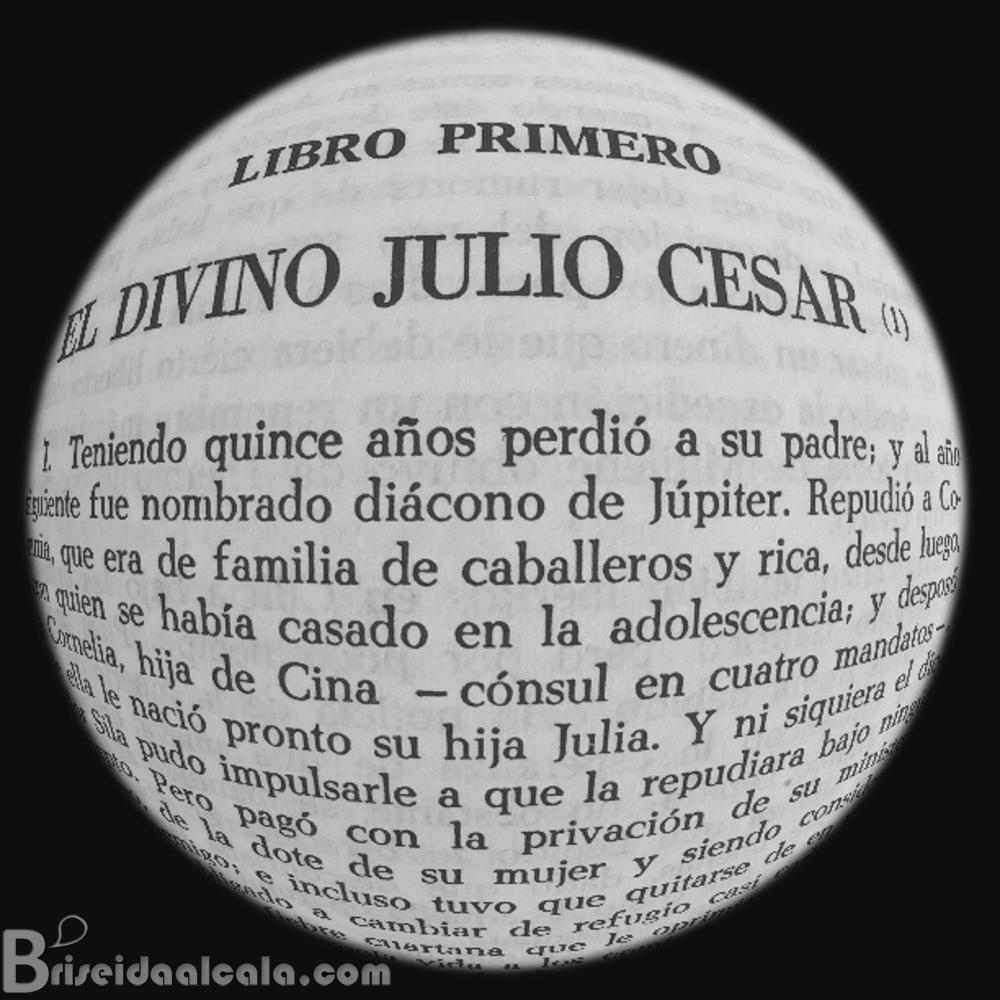 LIBRO PRIMERO
EL DIVINO JULIO CESAR (1)
1. Teniendo quince años perdió a su padre; y al año
siguiente fue nombrado diácono de Júpiter. Repudió a Co-
que era de familia de caballeros y rica, desde luego,
quien se había casado en la adolescencia; y desposó
Cornelia, hija de Cina —cónsul en cuatro mandatos—.
ella le nació pronto su hija Julia. Y ni siquiera el
Sila pudo impulsarle a que la repudiara bajo
Pero pagó con la privación de su
de la dote de su mujer y siendo
e incluso tuvo que quitarse de en
a cambiar de refugio casi
cuartana que le
vida a los
Briseidaalcala.com